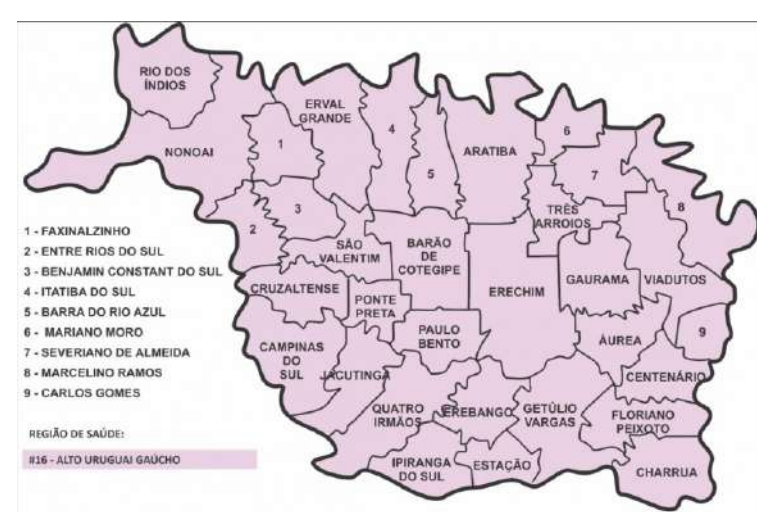 RIO DOS
ÍNDIOS
ERVAL
GRANDE
NONOAI
1
4
5
ARATIBA
6
7
8
2
3
TRÊS
ARROIOS
SÃO
VALENTIM
BARÃO
DE
COTEGIPE
CRUZALTENSE
PONTE
PRETA
ERECHIM
GAURAMA
VIADUTOS
PAULO
BENTO
ÁUREA
9
CAMPINAS
DO
SUL
JACUTINGA
CENTENÁRIO
QUATRO
IRMÃOS
EREBANGO
GETÚLIO
VARGAS
FLORIANO
PEIXOTO
IPIRANGA
DO SUL
ESTAÇÃO
CHARRUA
1 - FAXINALZINHO
2 - ENTRE RIOS DO SUL
3 - BENJAMIN CONSTANT DO SUL
4 - ITATIBA DO SUL
5 - BARRA DO RIO AZUL
6 - MARIANO MORO
7 - SEVERIANO DE ALMEIDA
8 - MARCELINO RAMOS
9 - CARLOS GOMES
REGIÃO DE SAÚDE:
#16 - ALTO URUGUAI GAÚCHO